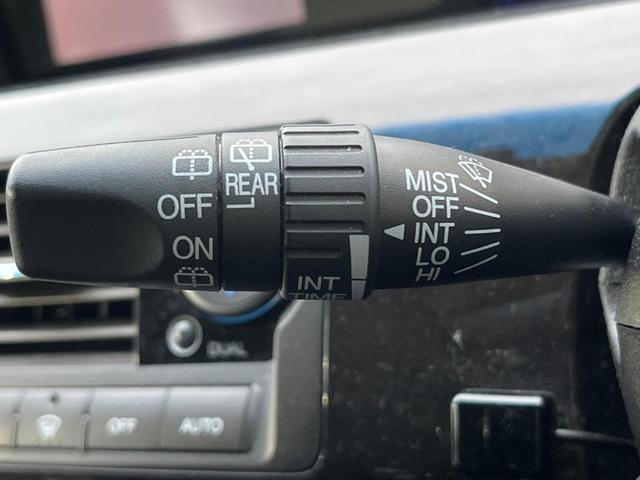 OFF
ON
REAR
INT
TIME
MIST
OFF
INT
LO
HI
DUAL
OFF
AUTO